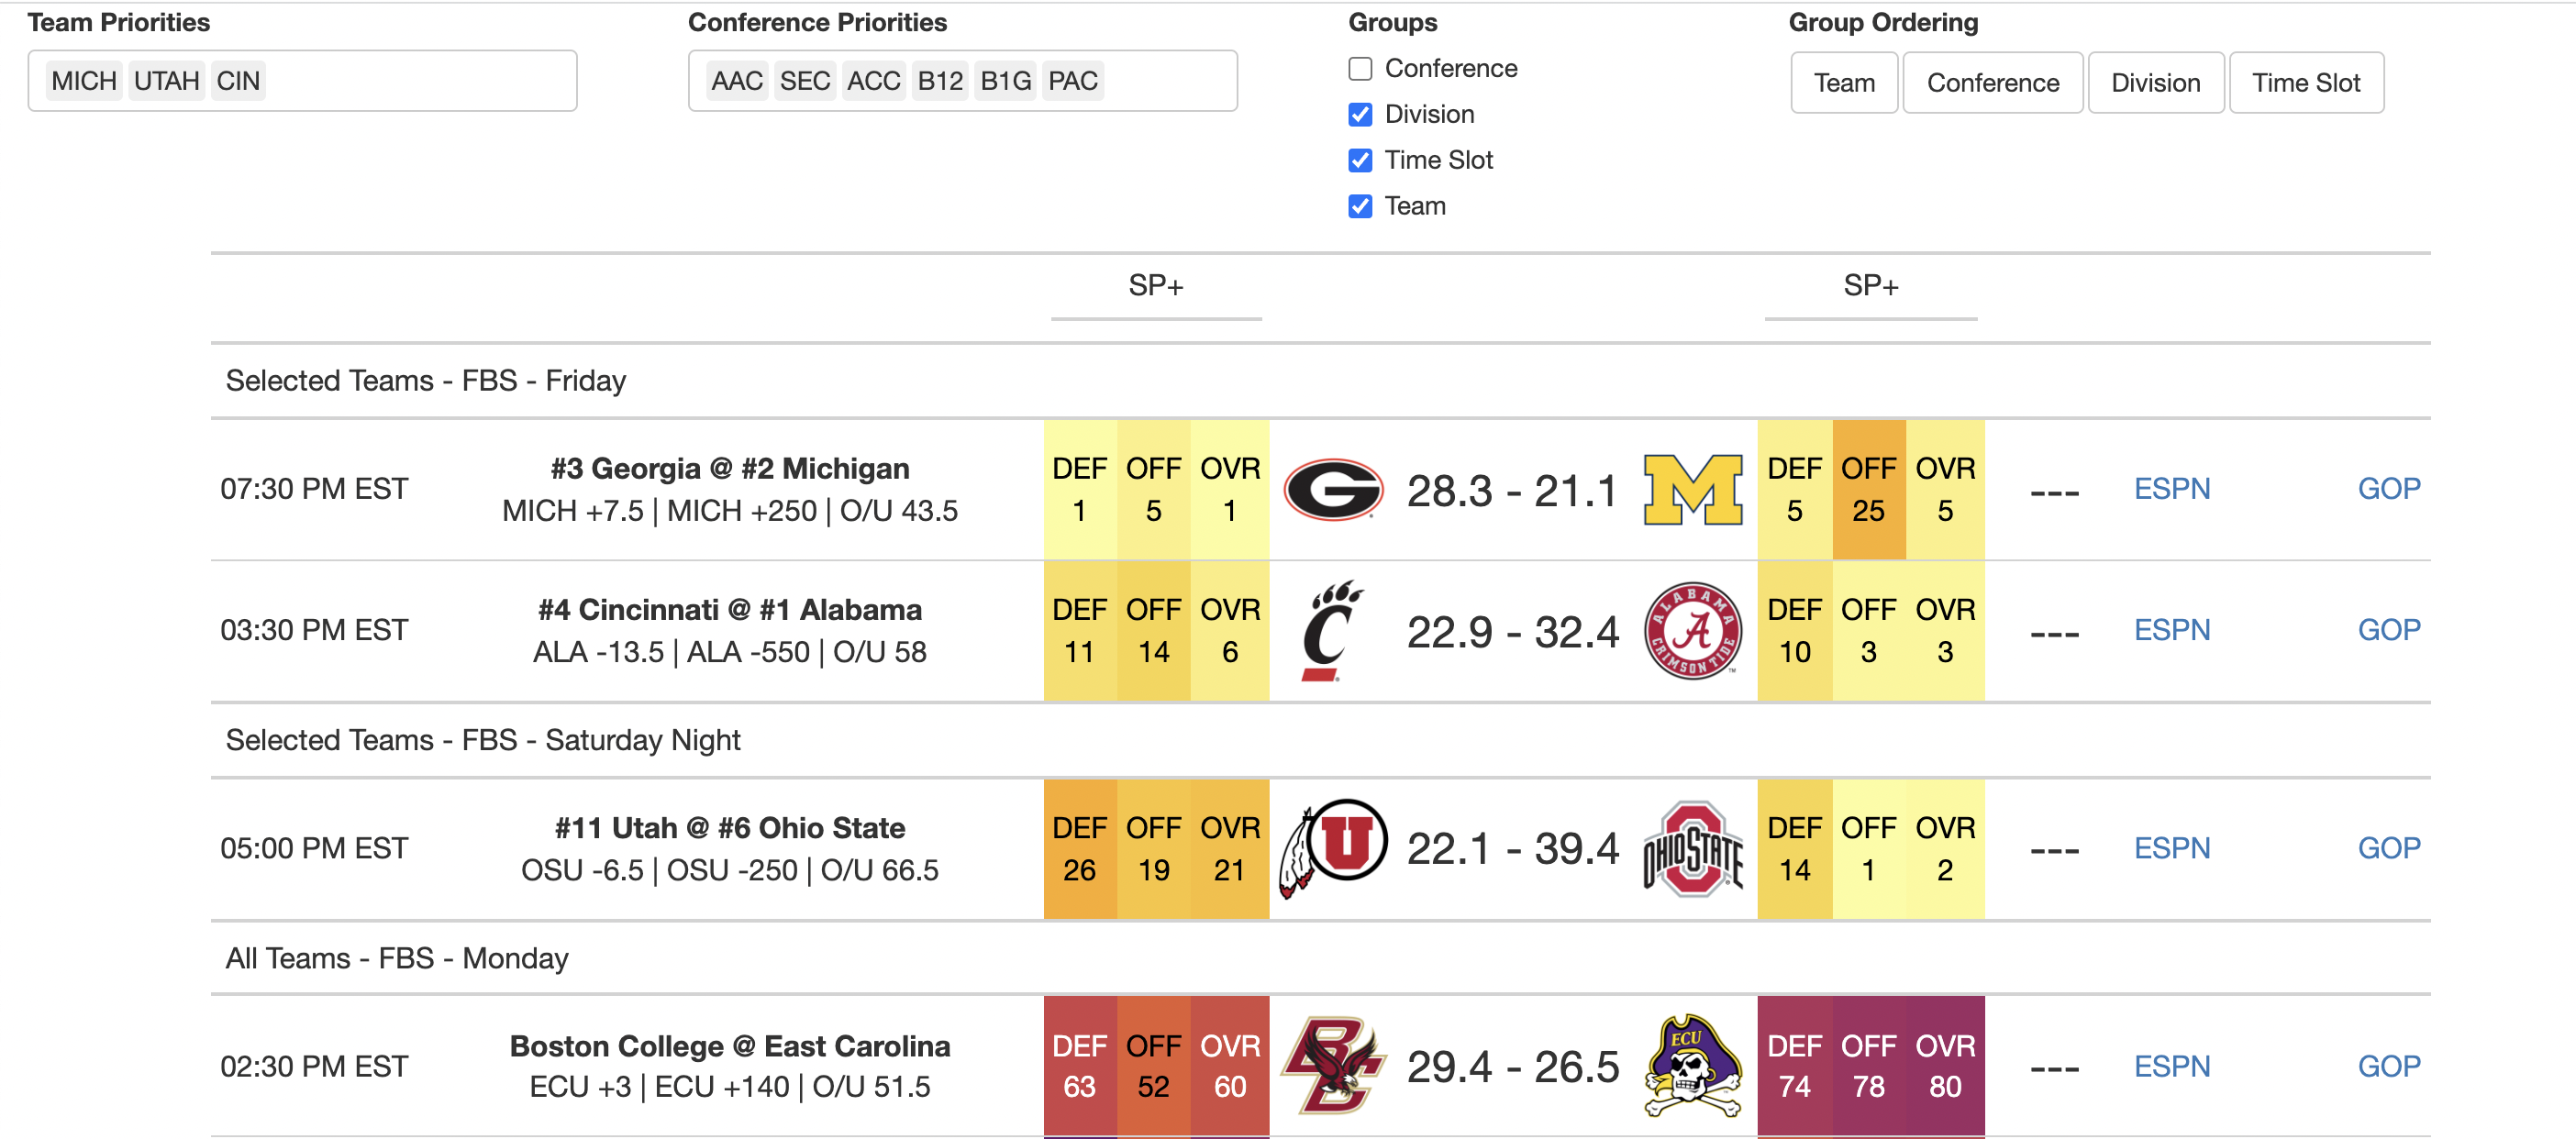 Team Priorities
MICH UTAH CIN
Conference Priorities
AAC SEC ACC B12 B1G PAC
Groups
Conference
Division
Time Slot
Team
Group Ordering
Team Conference Division Time Slot
SP+ SP+
Selected Teams - FBS - Friday
07:30 PM EST
#3 Georgia @ #2 Michigan
MICH +7.5 | MICH +250 | O/U 43.5
DEF OFF OVR
1 5 1
G
28.3 - 21.1
M
DEF OFF OVR
5 25 5
---
ESPN
GOP
03:30 PM EST
#4 Cincinnati @ #1 Alabama
ALA -13.5 | ALA -550 | O/U 58
DEF OFF OVR
11 14 6
C
22.9 - 32.4
ALABAMA
A
CRIMSON TIDE
TM
DEF OFF OVR
10 3 3
---
ESPN
GOP
Selected Teams - FBS - Saturday Night
05:00 PM EST
#11 Utah @ #6 Ohio State
OSU -6.5 | OSU -250 | O/U 66.5
DEF OFF OVR
26 19 21
U
22.1 - 39.4
OHIO STATE
DEF OFF OVR
14 1 2
---
ESPN
GOP
All Teams - FBS - Monday
02:30 PM EST
Boston College @ East Carolina
ECU +3 | ECU +140 | O/U 51.5
DEF OFF OVR
63 52 60
BC
29.4 - 26.5
ECU
DEF OFF OVR
74 78 80
---
ESPN
GOP